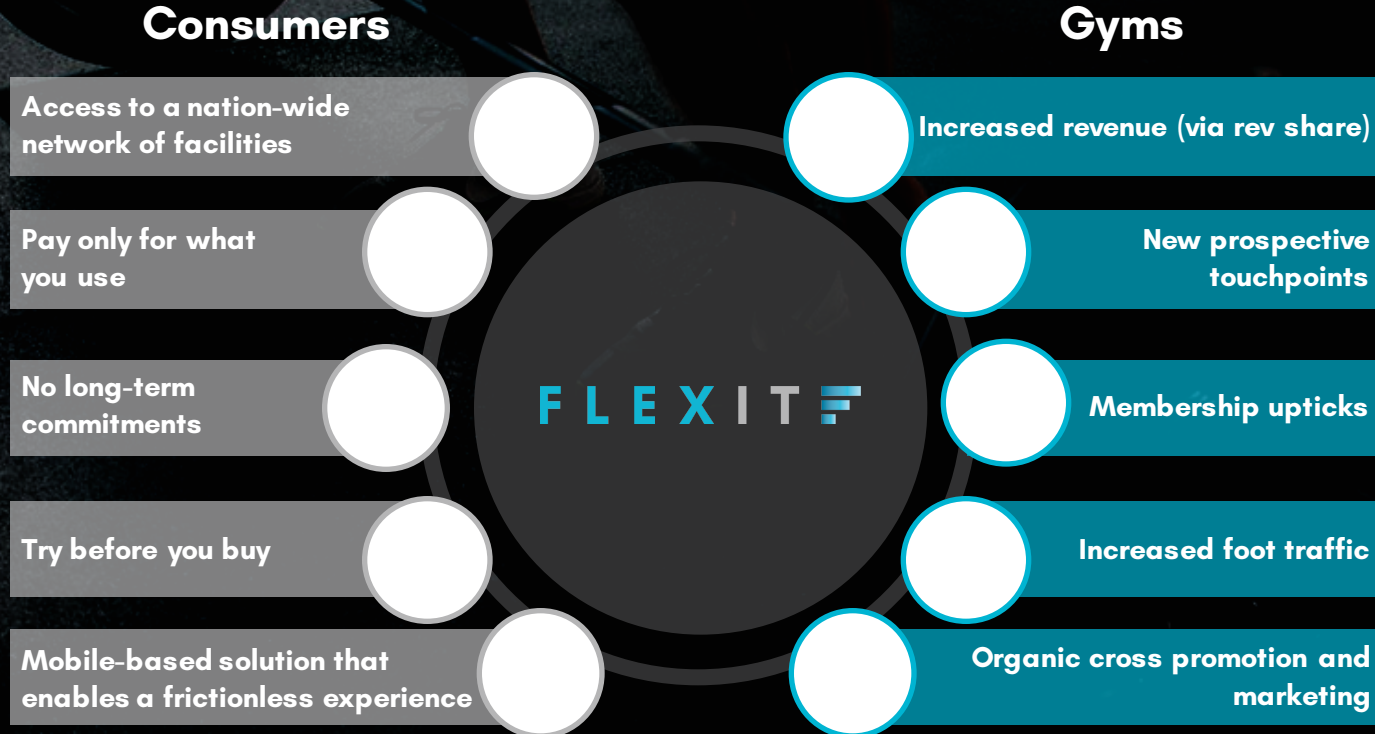 Consumers
Gyms
Access to a nation-wide
network of facilities
Pay only for what
you use
No long-term
commitments
Try before you buy
Mobile-based solution that
enables a frictionless experience
FLEXIT
Increased revenue (via rev share)
New prospective
touchpoints
Membership upticks
Increased foot traffic
Organic cross promotion and
marketing